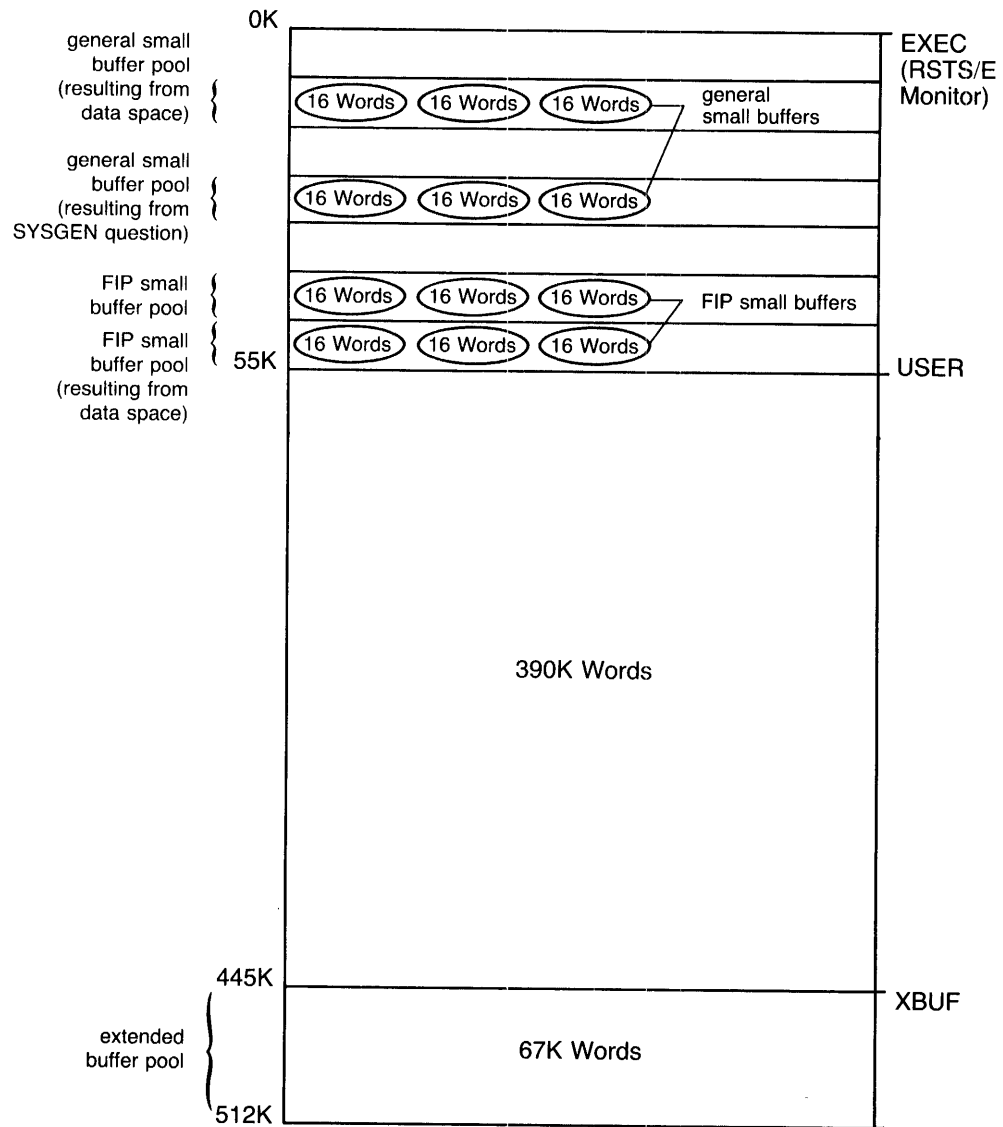 0K
general small
buffer pool
(resulting from
data space)
EXEC
(RSTS/E
Monitor)
16 Words 16 Words 16 Words
general
small buffers
general small
buffer pool
(resulting from
SYSGEN question)
16 Words 16 Words 16 Words
FIP small
buffer pool
16 Words 16 Words 16 Words
FIP small buffers
FIP small
buffer pool
(resulting from
data space)
16 Words 16 Words 16 Words
55K
USER
390K Words
445K
XBUF
extended
buffer pool
67K Words
512K